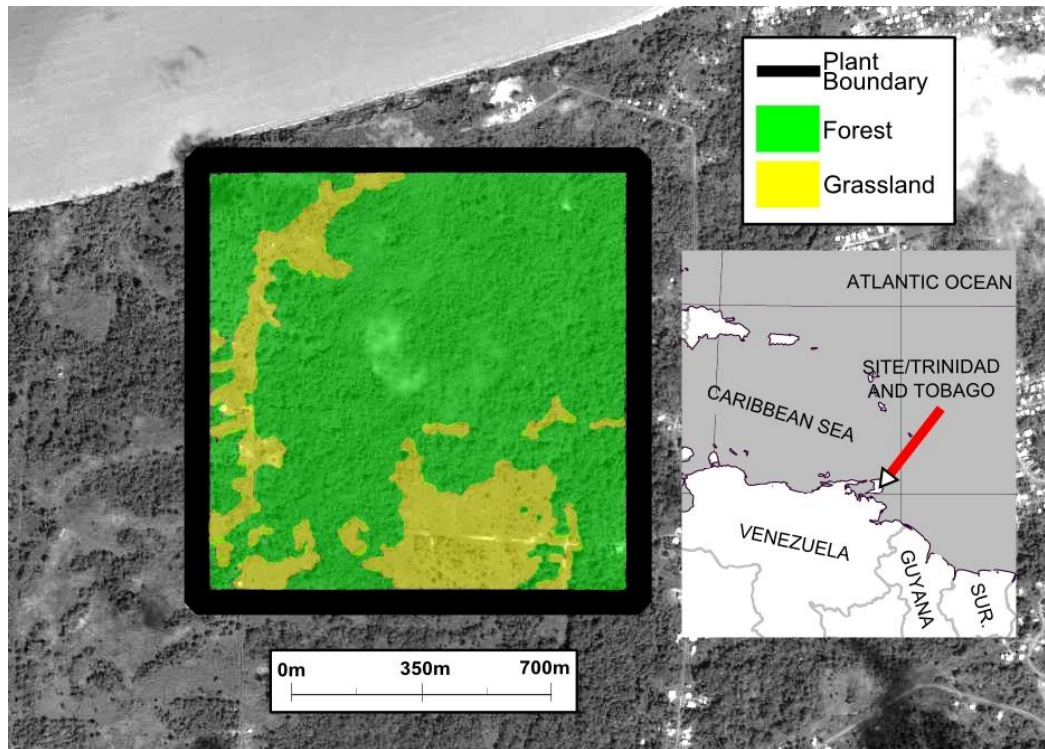 Plant
Boundary
Forest
Grassland
ATLANTIC OCEAN
SITE/TRINIDAD
AND TOBAGO
CARIBBEAN SEA
VENEZUELA
GUYANA
SUR.
0m 350m 700m